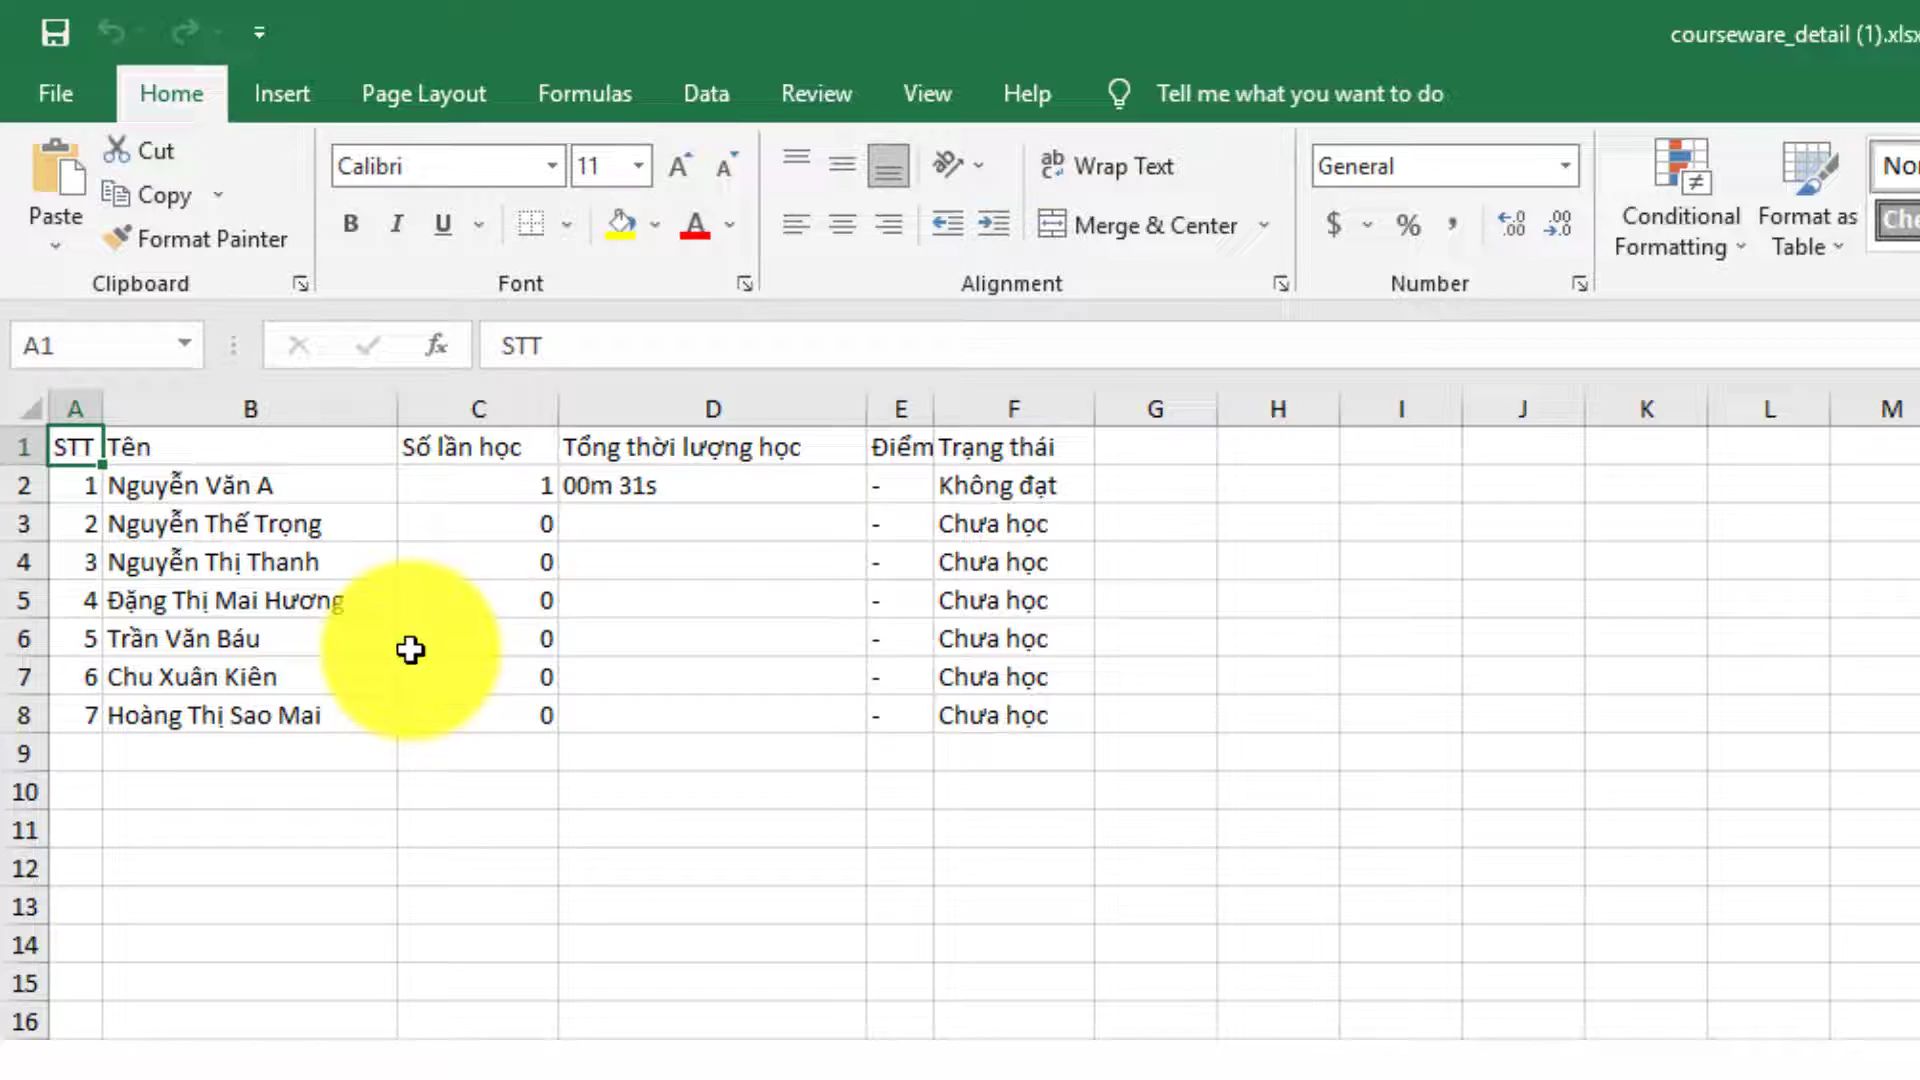 courseware_detail (1).xlsx
File Home Insert Page Layout Formulas Data Review View Help Tell me what you want to do
Paste
Cut
Copy
Format Painter
Clipboard
Calibri 11
B I U A
Font
ab Wrap Text
Merge & Center
Alignment
General
$ % , .00 .0
Number
Conditional Formatting
Format as Table
A1 fx STT
A B C D E F G H I J K L M
1 STT Tên Số lần học Tổng thời lượng học Điểm Trạng thái
2 1 Nguyễn Văn A 1 00m 31s - Không đạt
3 2 Nguyễn Thế Trọng 0 - Chưa học
4 3 Nguyễn Thị Thanh 0 - Chưa học
5 4 Đặng Thị Mai Hương 0 - Chưa học
6 5 Trần Văn Báu 0 - Chưa học
7 6 Chu Xuân Kiên 0 - Chưa học
8 7 Hoàng Thị Sao Mai 0 - Chưa học
9
10
11
12
13
14
15
16